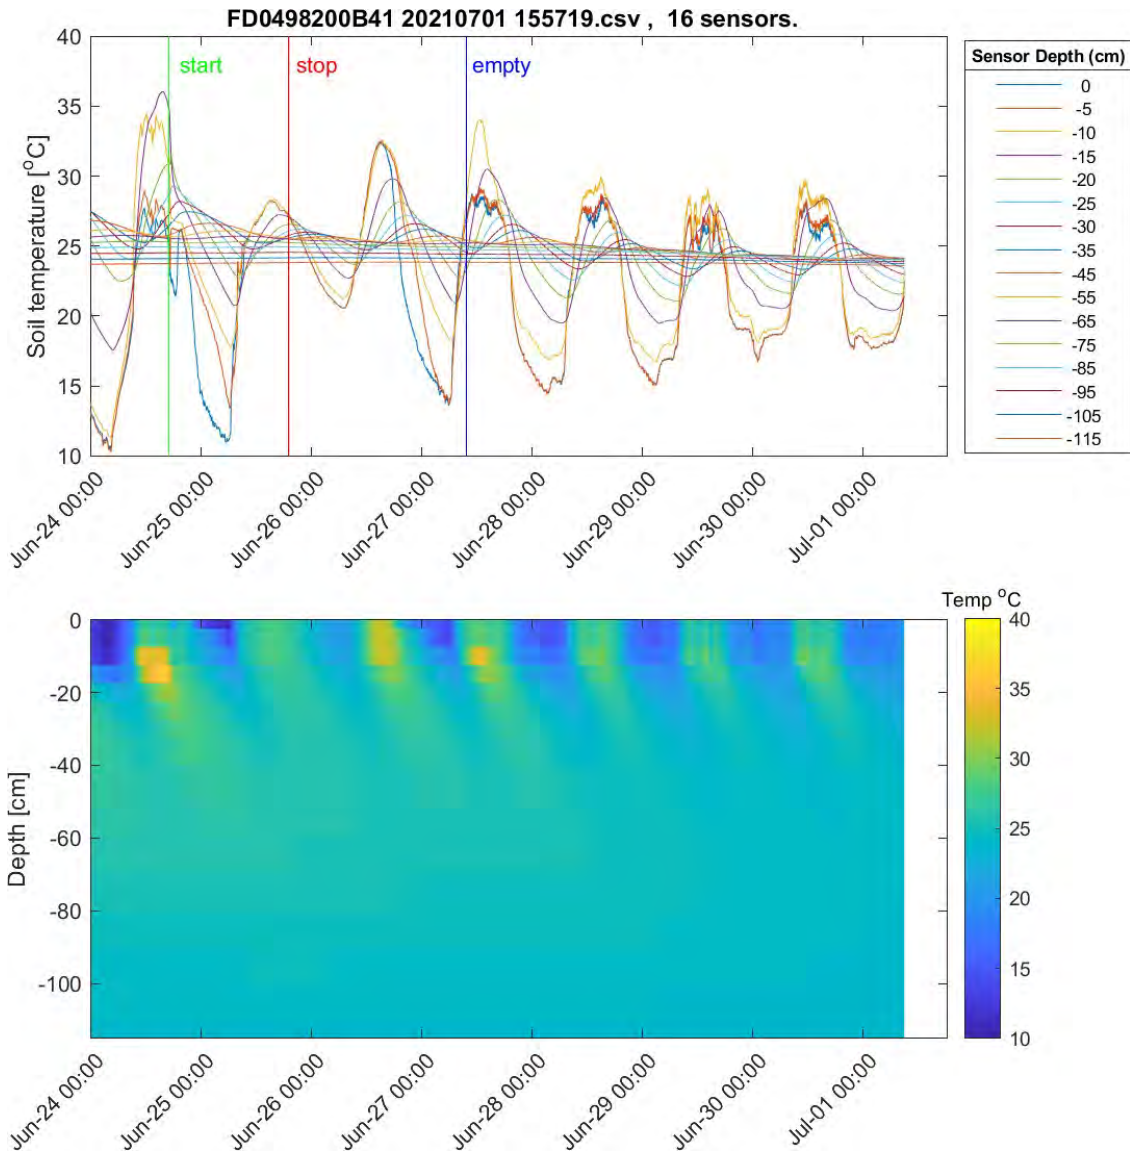 FD0498200B41 20210701 155719.csv , 16 sensors.
start
stop
empty
Soil temperature [°C]
40
35
30
25
20
15
10
Jun-24 00:00
Jun-25 00:00
Jun-26 00:00
Jun-27 00:00
Jun-28 00:00
Jun-29 00:00
Jun-30 00:00
Jul-01 00:00
Sensor Depth (cm)
0
-5
-10
-15
-20
-25
-30
-35
-45
-55
-65
-75
-85
-95
-105
-115
Depth [cm]
0
-20
-40
-60
-80
-100
Jun-24 00:00
Jun-25 00:00
Jun-26 00:00
Jun-27 00:00
Jun-28 00:00
Jun-29 00:00
Jun-30 00:00
Jul-01 00:00
Temp °C
40
35
30
25
20
15
10